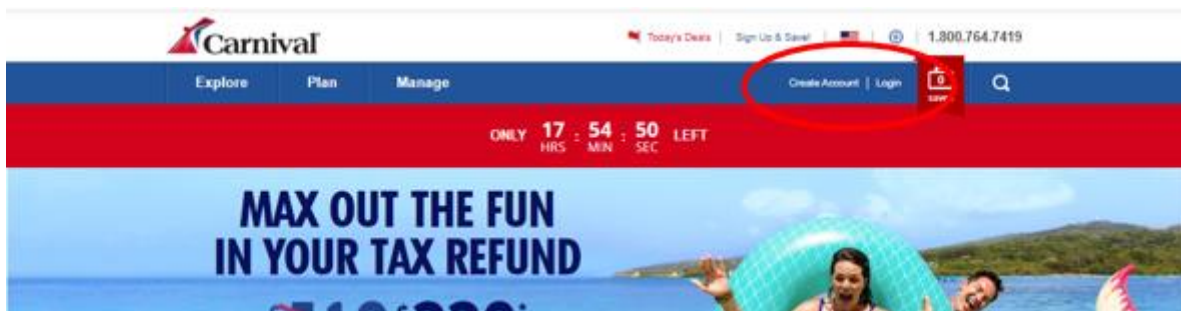 Carnival
Today's Deals | Sign Up & Save! | 1.800.764.7419
Explore Plan Manage Create Account | Login 0
ONLY 17 : 54 : 50 LEFT
HRS MIN SEC
MAX OUT THE FUN
IN YOUR TAX REFUND